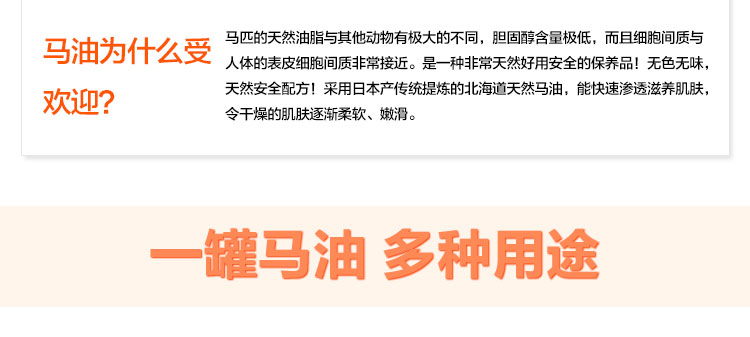 马油为什么受
欢迎？
马匹的天然油脂与其他动物有极大的不同，胆固醇含量极低，而且细胞间质与
人体的表皮细胞间质非常接近。是一种非常天然好用安全的保养品！无色无味，
天然安全配方！采用日本产传统提炼的北海道天然马油，能快速渗透滋养肌肤，
令干燥的肌肤逐渐柔软、嫩滑。
一罐马油 多种用途